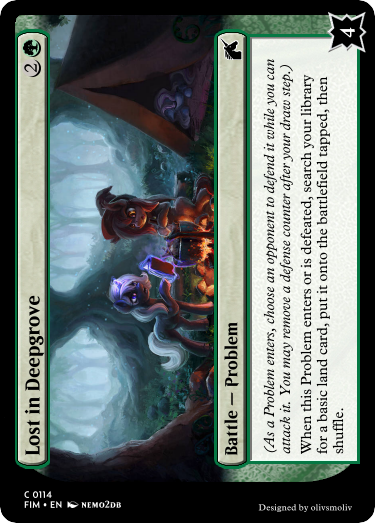 Lost in Deepgrove
2
Battle — Problem
(As a Problem enters, choose an opponent to defend it while you can
attack it. You may remove a defense counter after your draw step.)
When this Problem enters or is defeated, search your library
for a basic land card, put it onto the battlefield tapped, then
shuffle.
4
C 0114
FIM • EN NEMO2DB
Designed by olivsmoliv